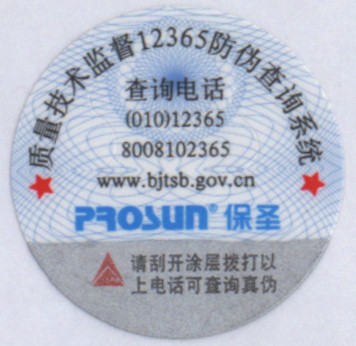 质量技术监督12365防伪查询系统
查询电话
(010)12365
8008102365
www.bjtsb.gov.cn
PROSUN® 保圣
请刮开涂层拨打以
上电话可查询真伪